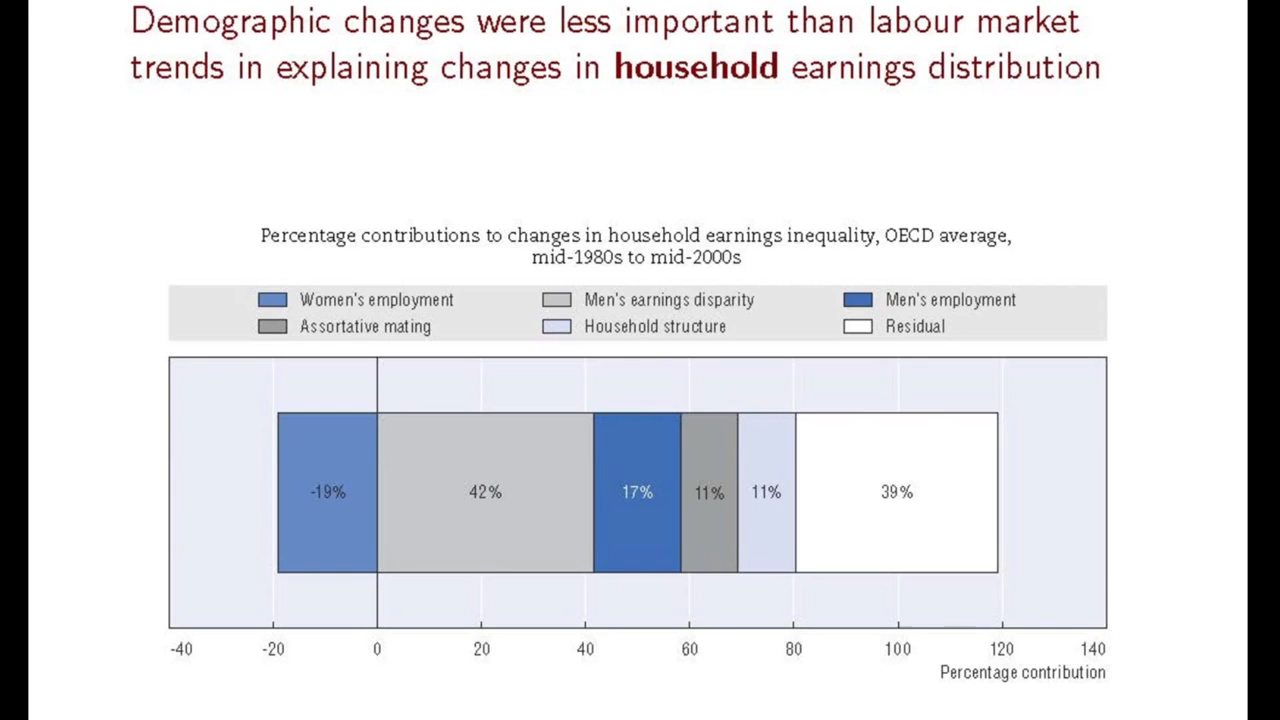 Demographic changes were less important than labour market
trends in explaining changes in household earnings distribution
Percentage contributions to changes in household earnings inequality, OECD average,
mid-1980s to mid-2000s
Women's employment Men's earnings disparity Men's employment
Assortative mating Household structure Residual
-19% 42% 17% 11% 11% 39%
-40 -20 0 20 40 60 80 100 120 140
Percentage contribution